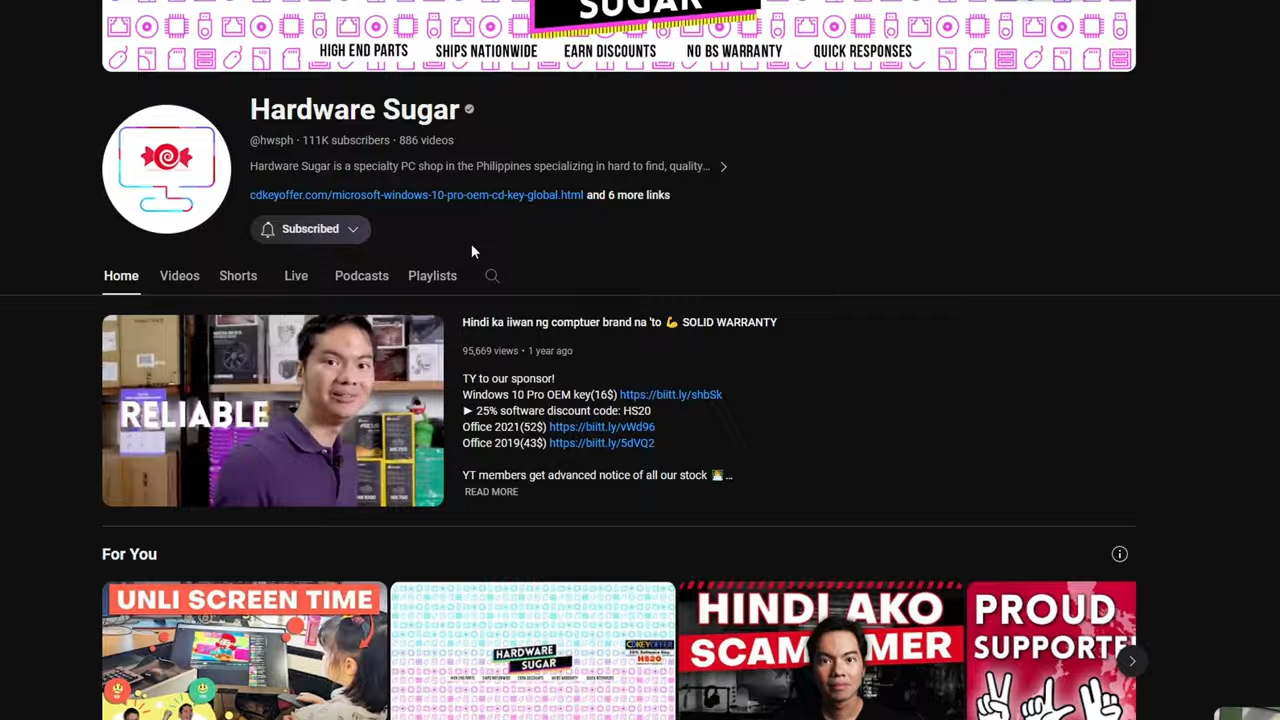 SUGAR
HIGH END PARTS SHIPS NATIONWIDE EARN DISCOUNTS NO BS WARRANTY QUICK RESPONSES
Hardware Sugar
@hwsph · 111K subscribers · 886 videos
Hardware Sugar is a specialty PC shop in the Philippines specializing in hard to find, quality...
cdkeyoffer.com/microsoft-windows-10-pro-oem-cd-key-global.html and 6 more links
Subscribed
Home Videos Shorts Live Podcasts Playlists
RELIABLE
Hindi ka iiwan ng comptuer brand na 'to 💪 SOLID WARRANTY
95,669 views · 1 year ago
TY to our sponsor!
Windows 10 Pro OEM key(16$) https://biitt.ly/shbSk
► 25% software discount code: HS20
Office 2021(52$) https://biitt.ly/vWd96
Office 2019(43$) https://biitt.ly/5dVQ2
YT members get advanced notice of all our stock 👨‍💻 ...
READ MORE
For You
UNLI SCREEN TIME
HARDWARE
SUGAR
CDKEYOFFER
HS20
HINDI AKO
SCAMMER
PROUD
SUPPORTE